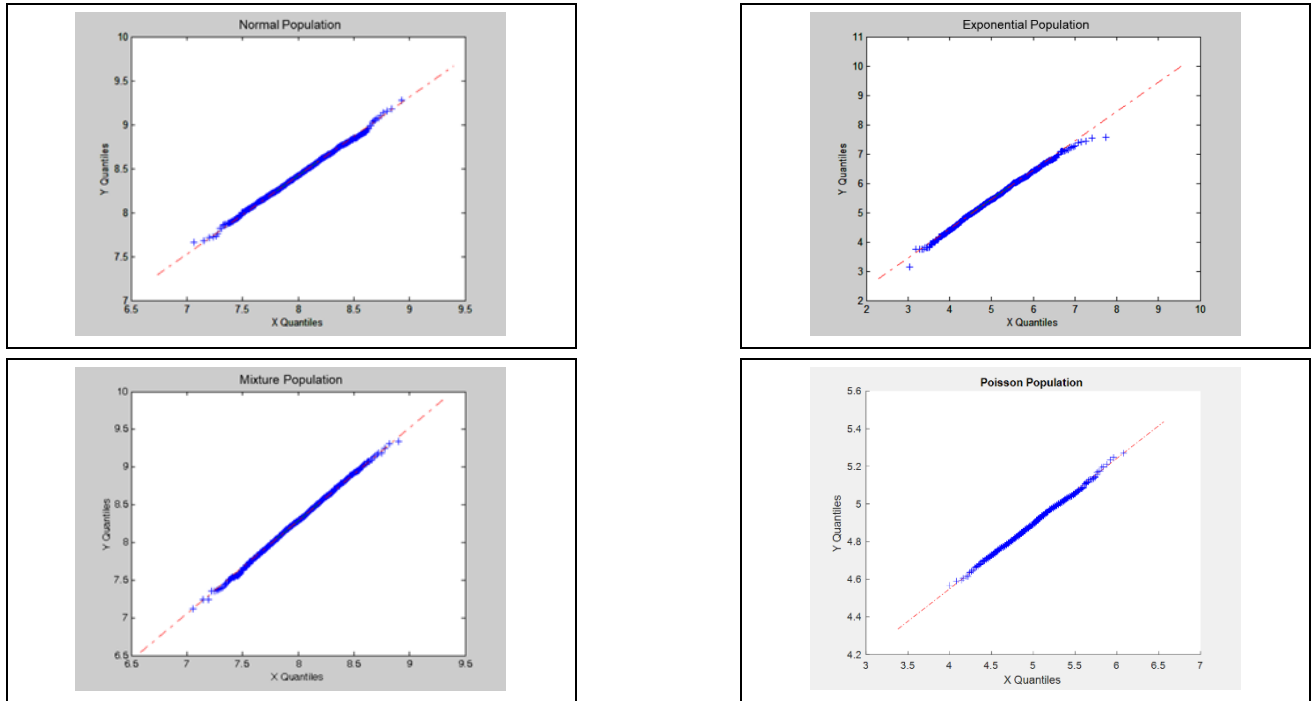 Normal Population
10
9.5
9
8.5
8
7.5
7
6.5 7 7.5 8 8.5 9 9.5
Y Quantiles
X Quantiles
Exponential Population
11
10
9
8
7
6
5
4
3
2
2 3 4 5 6 7 8 9 10
Y Quantiles
X Quantiles
Mixture Population
10
9.5
9
8.5
8
7.5
7
6.5
6.5 7 7.5 8 8.5 9 9.5
Y Quantiles
X Quantiles
Poisson Population
5.6
5.4
5.2
5
4.8
4.6
4.4
4.2
3 3.5 4 4.5 5 5.5 6 6.5 7
Y Quantiles
X Quantiles